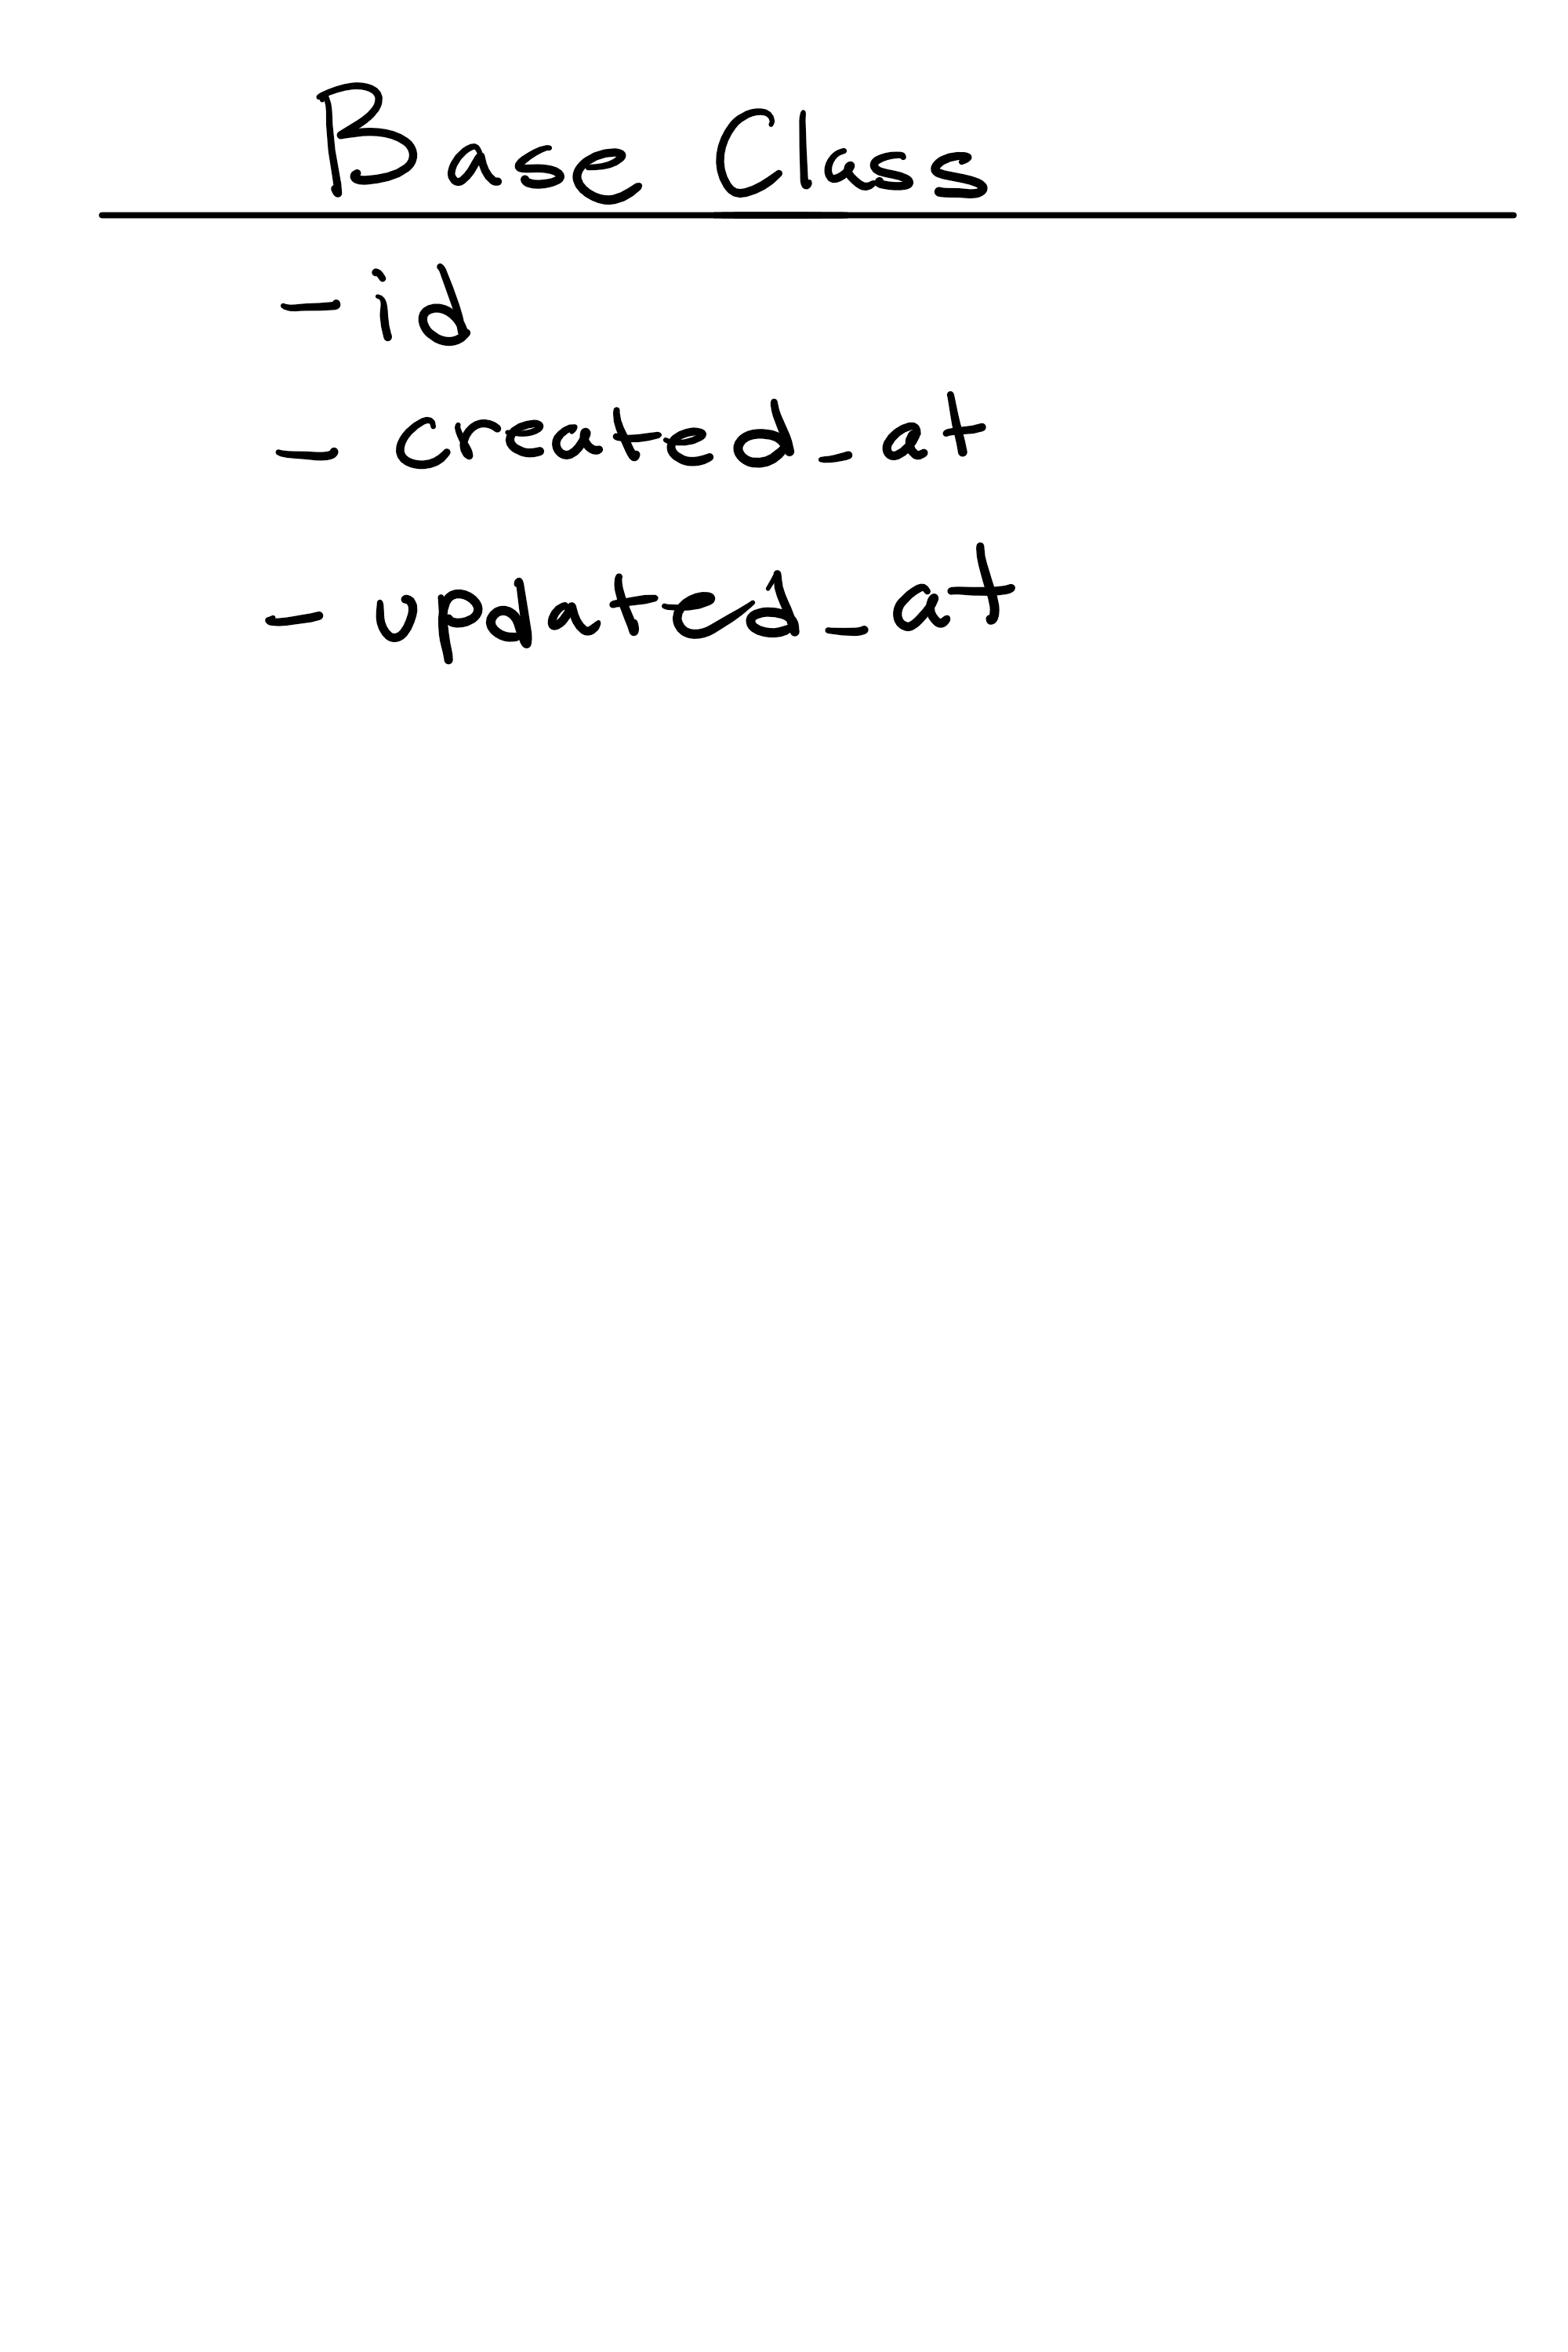 Base Class
- id
- created_at
- updated_at